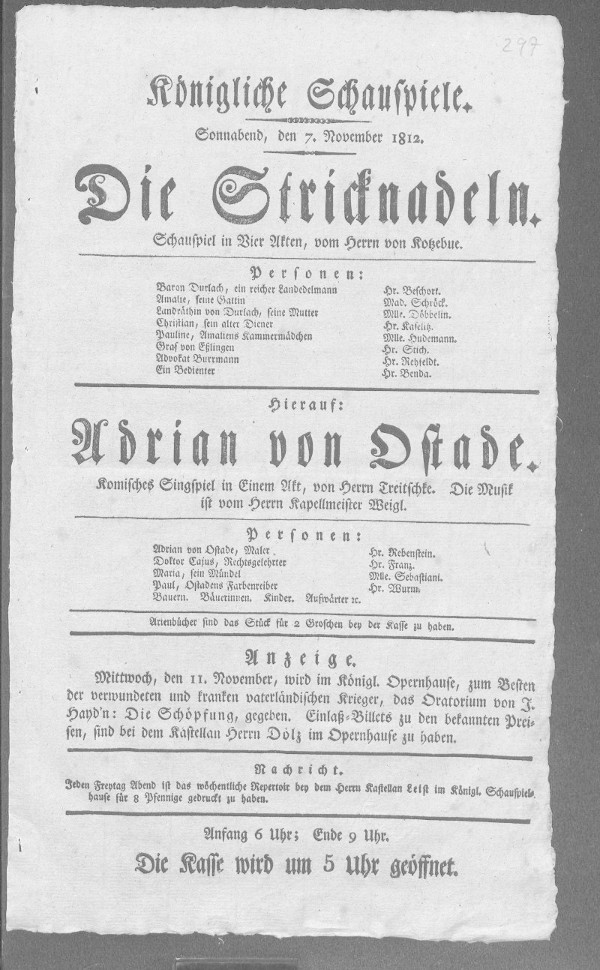 297
Königliche Schauspiele.
Sonnabend, den 7. November 1812.
Die Stricknadeln.
Schauspiel in Vier Akten, vom Herrn von Kotzebue.
Personen:
Baron Durlach, ein reicher Landedelmann Hr. Beschort.
Amalie, seine Gattin Mad. Schröck.
Landräthin von Durlach, seine Mutter Mlle. Döbbelin.
Christian, sein alter Diener Hr. Kaselitz.
Pauline, Amaliens Kammermädchen Mlle. Hudemann.
Graf von Eßlingen Hr. Stich.
Advokat Burrmann Hr. Rehfeldt.
Ein Bedienter Hr. Benda.
Hierauf:
Adrian von Ostade.
Komisches Singspiel in Einem Akt, von Herrn Treitschke. Die Musik
ist vom Herrn Kapellmeister Weigl.
Personen:
Adrian von Ostade, Maler Hr. Rebenstein.
Doktor Casus, Rechtsgelehrter Hr. Franz.
Maria, sein Mündel Mlle. Sebastiani.
Paul, Ostadens Farbenreiber Hr. Wurm.
Bauern. Bäuerinnen. Kinder. Aufwärter ꝛc.
Arienbücher sind das Stück für 2 Groschen bey der Kasse zu haben.
Anzeige.
Mittwoch, den 11. November, wird im Königl. Opernhause, zum Besten
der verwundeten und kranken vaterländischen Krieger, das Oratorium von J.
Hayd'n: Die Schöpfung, gegeben. Einlaß-Billets zu den bekannten Prei-
sen, sind bei dem Kastellan Herrn Dölz im Opernhause zu haben.
Nachricht.
Jeden Freytag Abend ist das wöchentliche Repertoir bey dem Herrn Kastellan Leist im Königl. Schauspiel-
hause für 8 Pfennige gedruckt zu haben.
Anfang 6 Uhr; Ende 9 Uhr.
Die Kasse wird um 5 Uhr geöffnet.